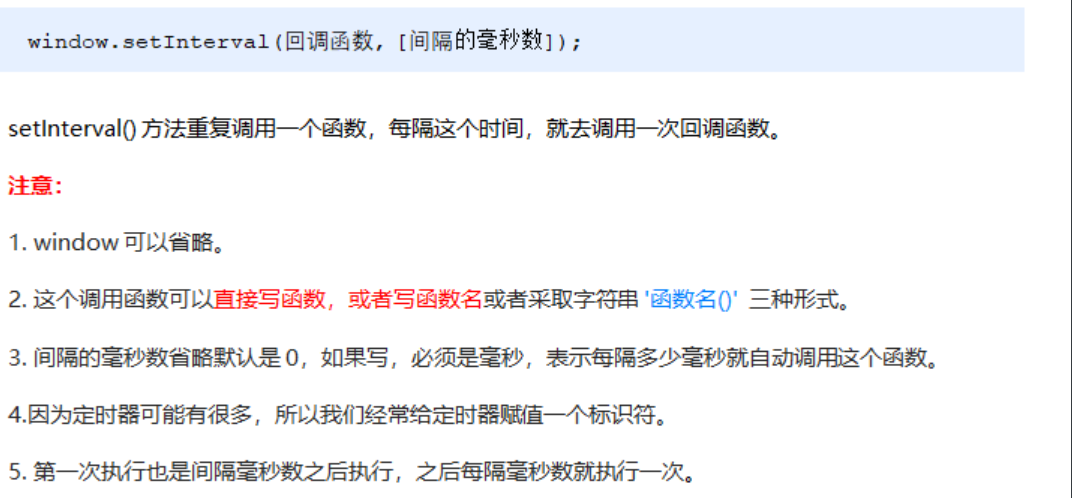 window.setInterval(回调函数, [间隔的毫秒数]);
setInterval() 方法重复调用一个函数，每隔这个时间，就去调用一次回调函数。
注意：
1. window 可以省略。
2. 这个调用函数可以直接写函数，或者写函数名或者采取字符串 '函数名()' 三种形式。
3. 间隔的毫秒数省略默认是 0，如果写，必须是毫秒，表示每隔多少毫秒就自动调用这个函数。
4.因为定时器可能有很多，所以我们经常给定时器赋值一个标识符。
5. 第一次执行也是间隔毫秒数之后执行，之后每隔毫秒数就执行一次。